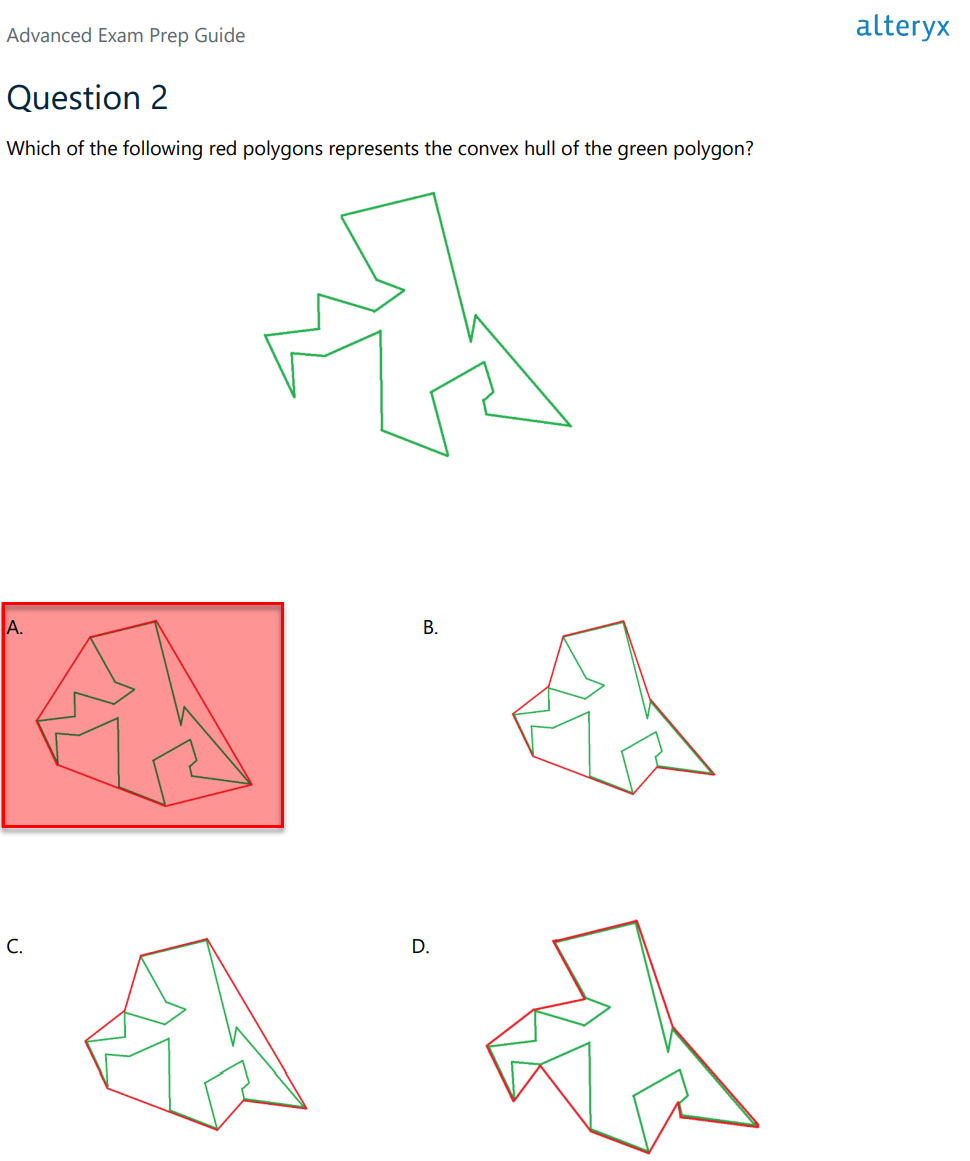 Advanced Exam Prep Guide
alteryx
Question 2
Which of the following red polygons represents the convex hull of the green polygon?
A.
B.
C.
D.